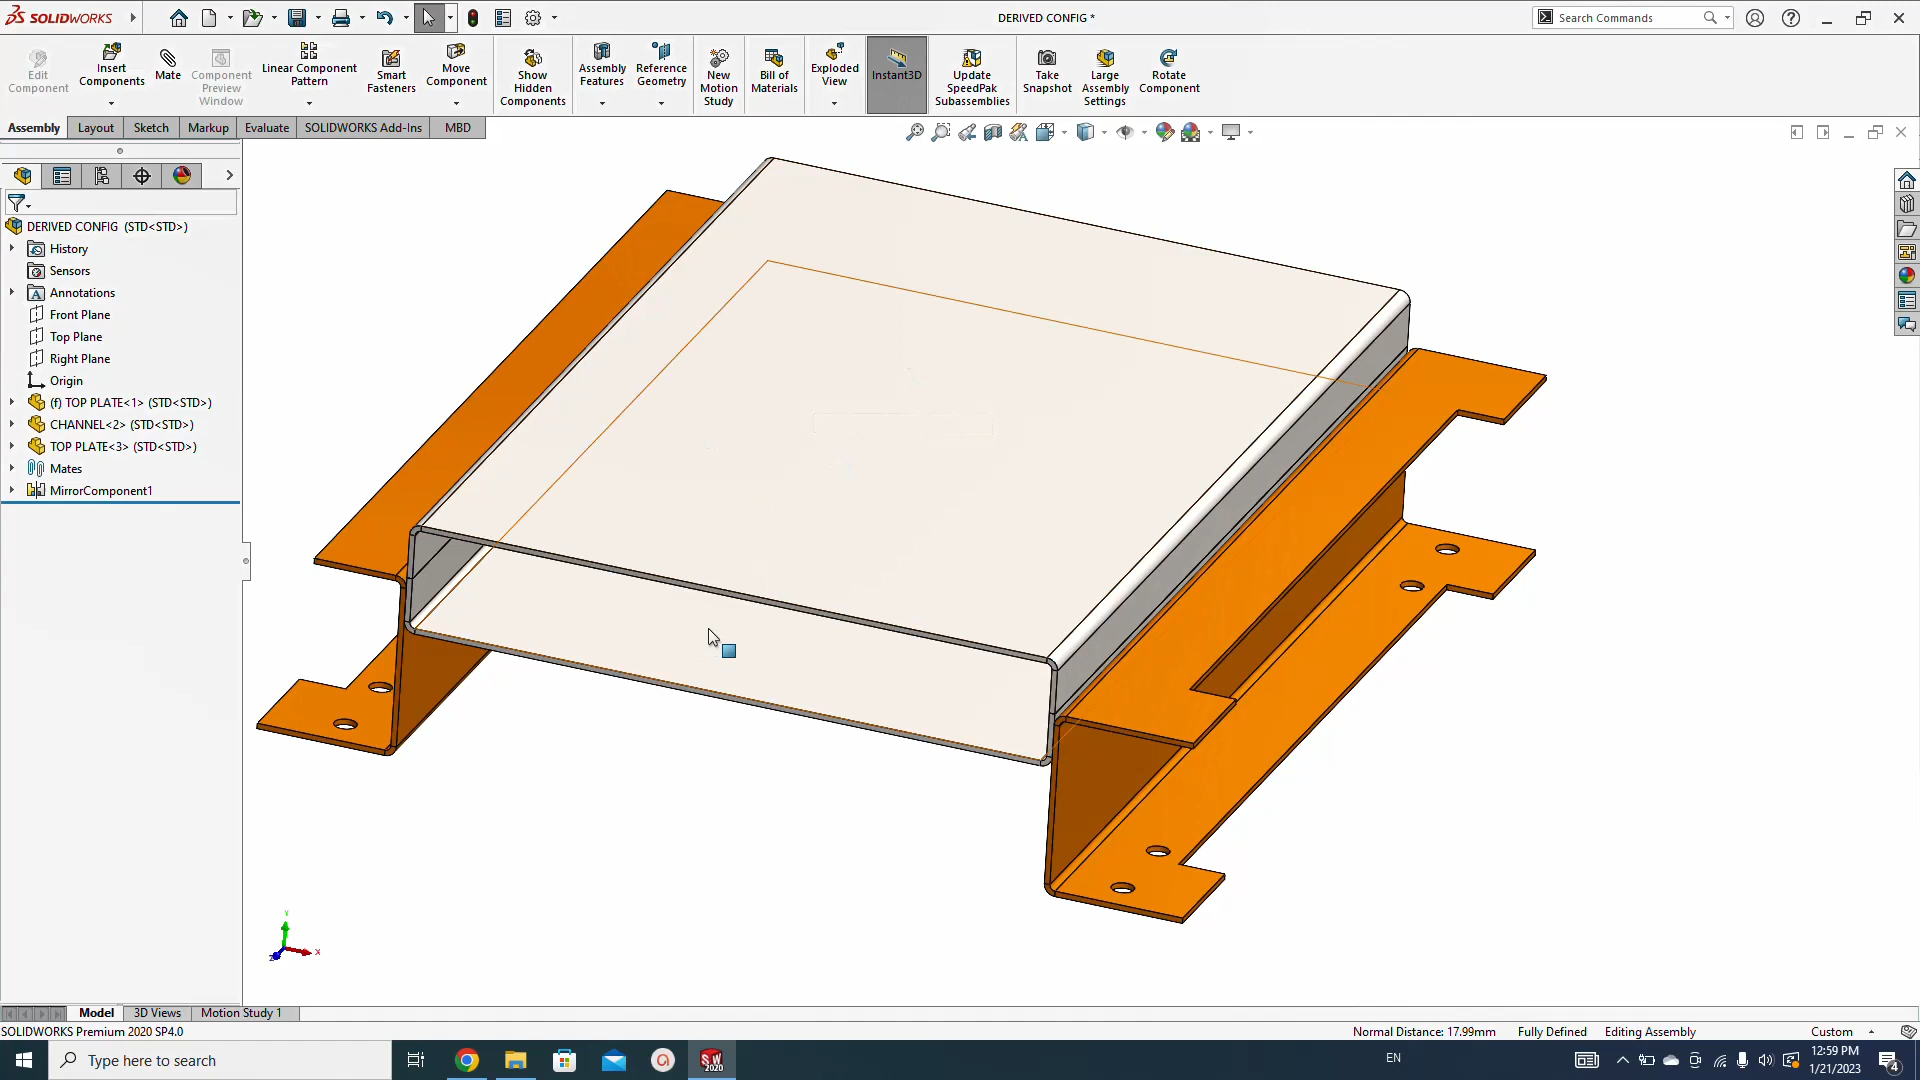 SOLIDWORKS
DERIVED CONFIG *
Search Commands
Edit Component
Insert Components
Mate
Component Preview Window
Linear Component Pattern
Smart Fasteners
Move Component
Show Hidden Components
Assembly Features
Reference Geometry
New Motion Study
Bill of Materials
Exploded View
Instant3D
Update SpeedPak Subassemblies
Take Snapshot
Large Assembly Settings
Rotate Component
Assembly
Layout
Sketch
Markup
Evaluate
SOLIDWORKS Add-Ins
MBD
DERIVED CONFIG (STD<STD>)
History
Sensors
Annotations
Front Plane
Top Plane
Right Plane
Origin
(f) TOP PLATE<1> (STD<STD>)
CHANNEL<2> (STD<STD>)
TOP PLATE<3> (STD<STD>)
Mates
MirrorComponent1
Y
X
Z
Model
3D Views
Motion Study 1
SOLIDWORKS Premium 2020 SP4.0
Normal Distance: 17.99mm
Fully Defined
Editing Assembly
Custom
Type here to search
SW
2020
EN
12:59 PM
1/21/2023
4